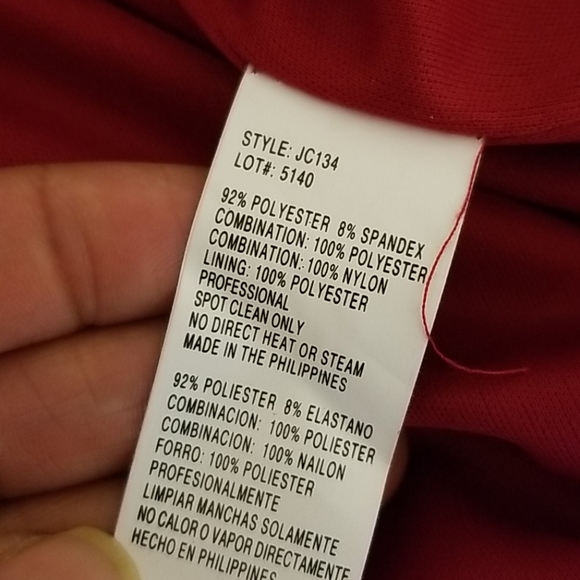 STYLE: JC134
LOT#: 5140
92% POLYESTER 8% SPANDEX
COMBINATION: 100% POLYESTER
COMBINATION: 100% NYLON
LINING: 100% POLYESTER
PROFESSIONAL
SPOT CLEAN ONLY
NO DIRECT HEAT OR STEAM
MADE IN THE PHILIPPINES
92% POLIESTER 8% ELASTANO
COMBINACION: 100% POLIESTER
COMBINACION: 100% NAILON
FORRO: 100% POLIESTER
PROFESIONALMENTE
LIMPIAR MANCHAS SOLAMENTE
NO CALOR O VAPOR DIRECTAMENTE
HECHO EN PHILIPPINES